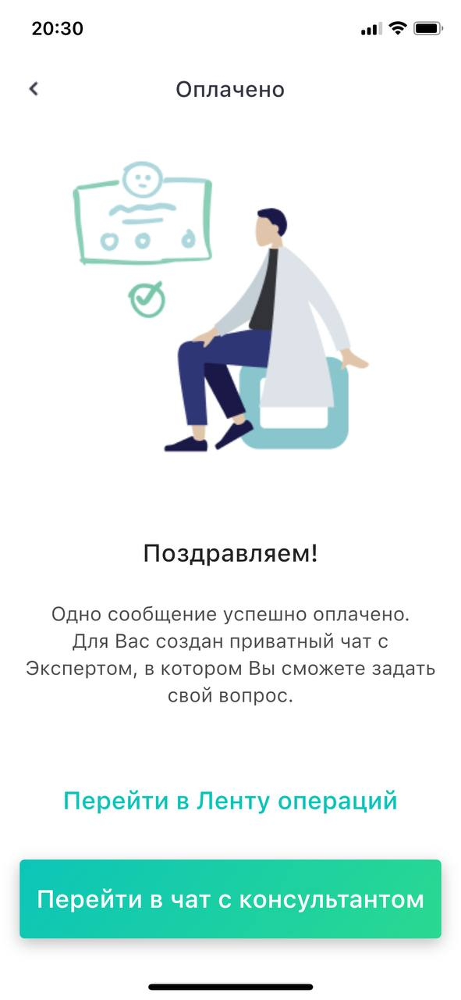 20:30
Оплачено
Поздравляем!
Одно сообщение успешно оплачено.
Для Вас создан приватный чат с
Экспертом, в котором Вы сможете задать
свой вопрос.
Перейти в Ленту операций
Перейти в чат с консультантом